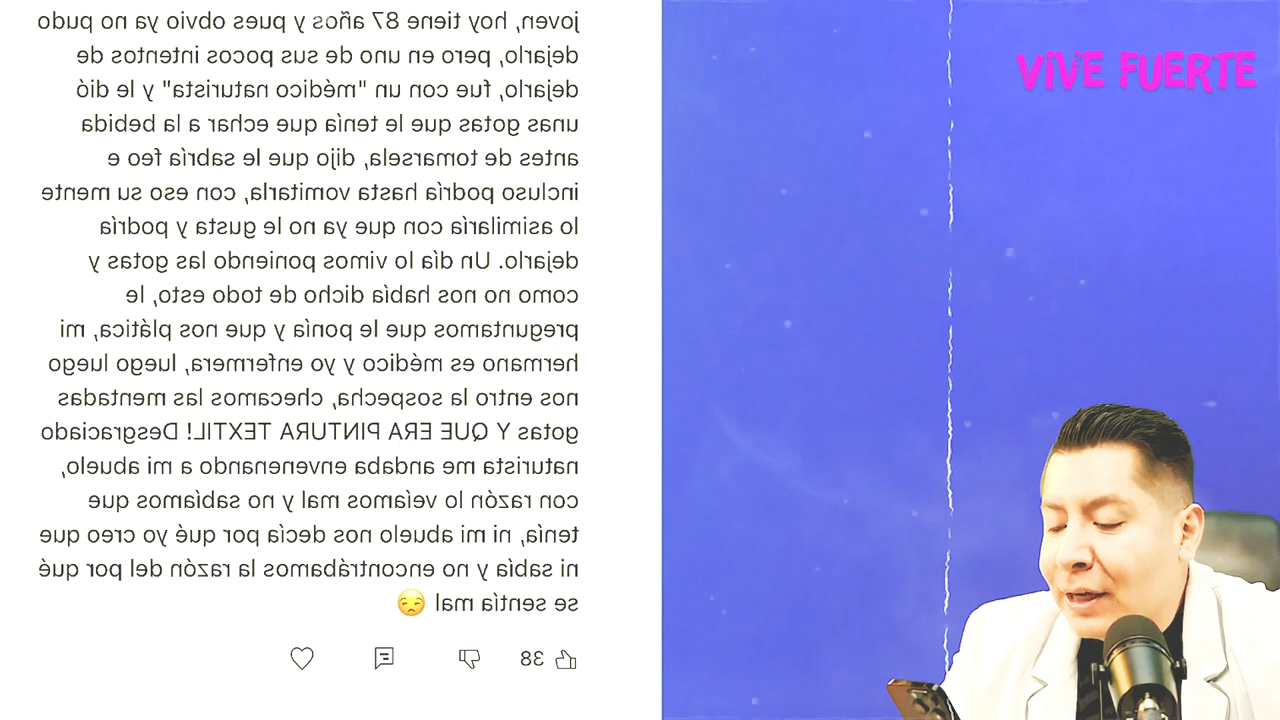 joven, hoy tiene 87 años y pues obvio ya no pudo
dejarlo, pero en uno de sus pocos intentos de
dejarlo, fue con un "médico naturista" y le dió
unas gotas que le tenía que echar a la bebida
antes de tomarsela, dijo que le sabría feo e
incluso podría hasta vomitarla, con eso su mente
lo asimilaría con que ya no le gusta y podría
dejarlo. Un día lo vimos poniendo las gotas y
como no nos había dicho de todo esto, le
preguntamos que le ponía y que nos plática, mi
hermano es médico y yo enfermera, luego luego
nos entro la sospecha, checamos las mentadas
gotas Y QUE ERA PINTURA TEXTIL! Desgraciado
naturista me andaba envenenando a mi abuelo,
con razón lo veíamos mal y no sabíamos que
tenía, ni mi abuelo nos decía por qué yo creo que
ni sabía y no encontrábamos la razón del por qué
se sentía mal 😒
38
VIVE FUERTE